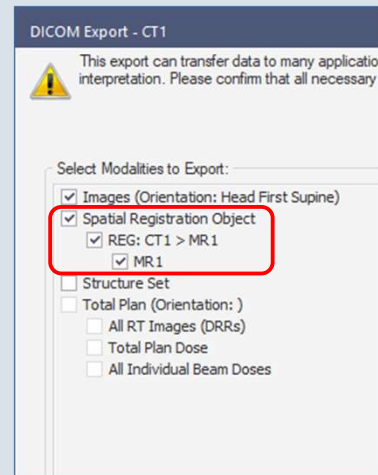 DICOM Export - CT1
This export can transfer data to many applicatio
interpretation. Please confirm that all necessary
Select Modalities to Export:
Images (Orientation: Head First Supine)
Spatial Registration Object
REG: CT1 > MR1
MR1
Structure Set
Total Plan (Orientation: )
All RT Images (DRRs)
Total Plan Dose
All Individual Beam Doses